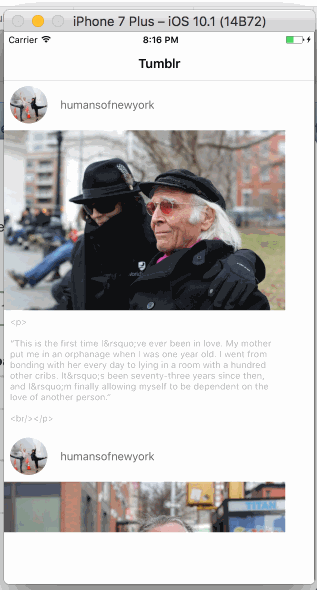 iPhone 7 Plus – iOS 10.1 (14B72)
Carrier 8:16 PM
Tumblr
humansofnewyork
<p>
“This is the first time I&rsquo;ve ever been in love. My mother
put me in an orphanage when I was one year old. I went from
bonding with her every day to lying in a room with a hundred
other cribs. It&rsquo;s been seventy-three years since then,
and I&rsquo;m finally allowing myself to be dependent on the
love of another person.”
<br/></p>
humansofnewyork
TITAN